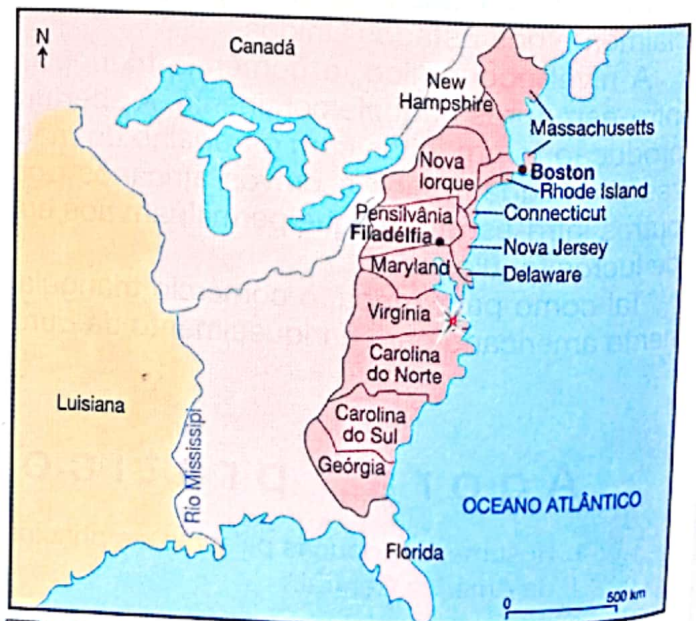 N
Canadá
New
Hampshire
Massachusetts
Nova
Iorque
Boston
Rhode Island
Pensilvânia
Connecticut
Filadélfia
Nova Jersey
Maryland
Delaware
Virgínia
Carolina
do Norte
Luisiana
Carolina
do Sul
Geórgia
Rio Mississipi
OCEANO ATLÂNTICO
Florida
0
500 km